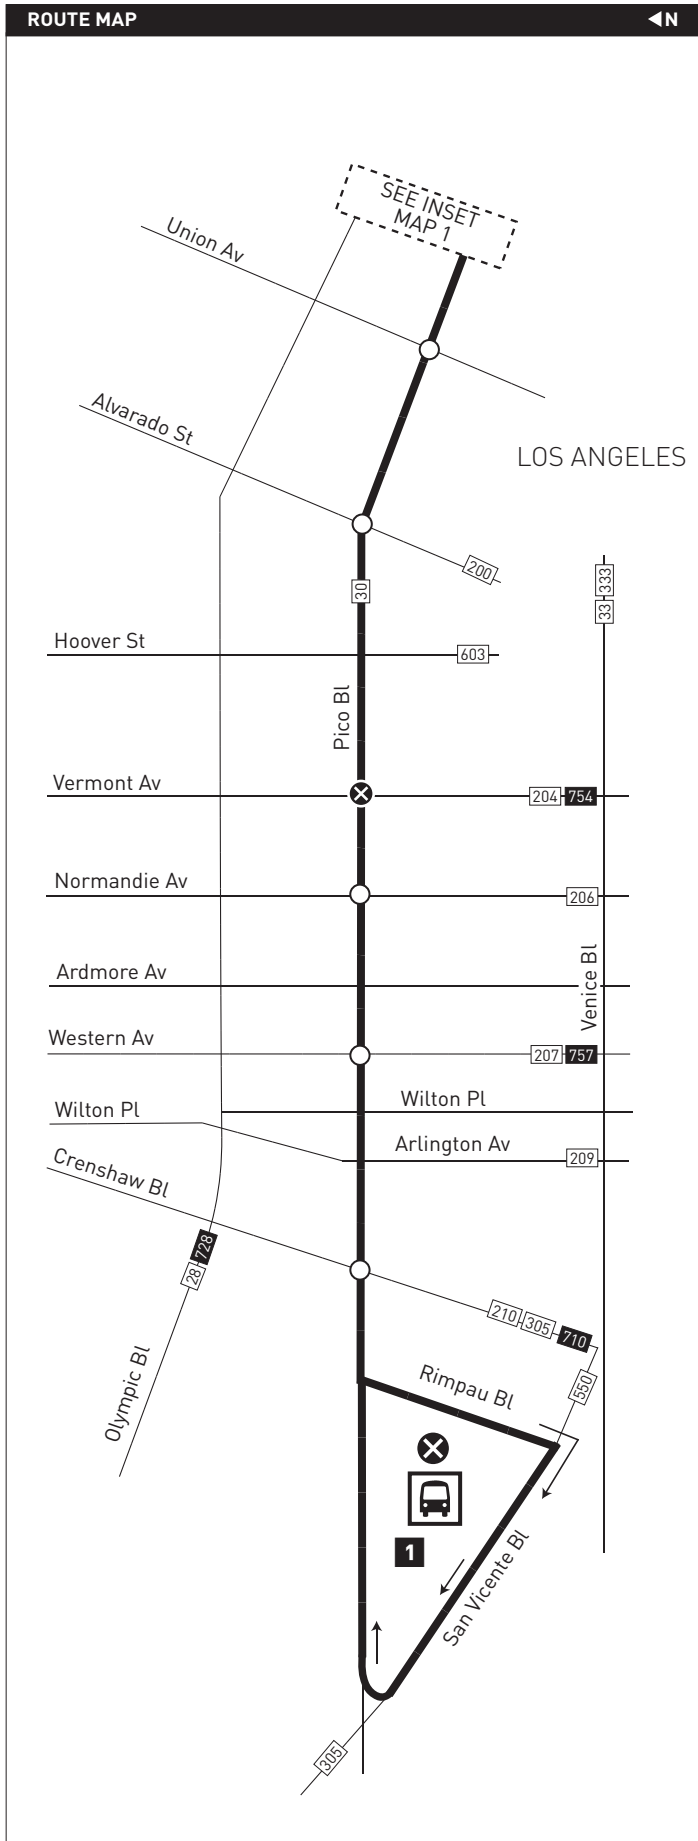 ROUTE MAP
N
SEE INSET
MAP 1
Union Av
Alvarado St
LOS ANGELES
200
30
333
33
Hoover St
603
Pico Bl
Vermont Av
204 754
Normandie Av
206
Ardmore Av
Venice Bl
Western Av
207 757
Wilton Pl
Wilton Pl
Arlington Av
209
Crenshaw Bl
28 728
210 305 710
Olympic Bl
Rimpau Bl
550
1
San Vicente Bl
305